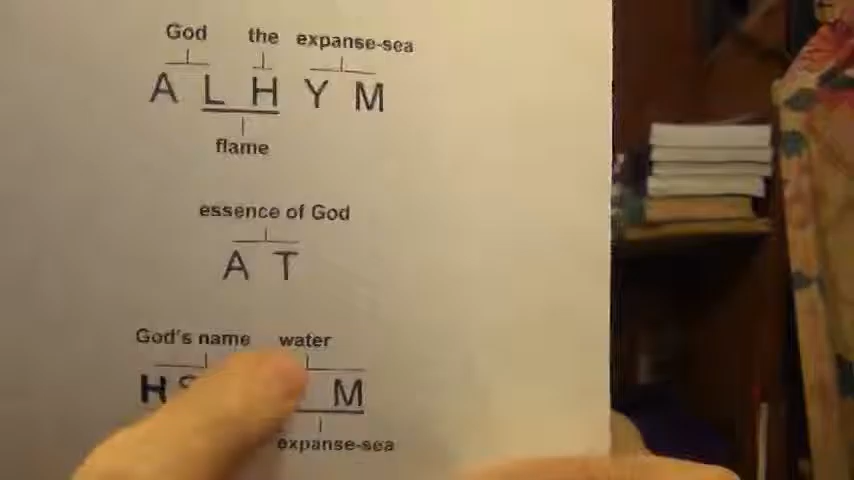 God the expanse-sea
A L H Y M
flame
essence of God
A T
God's name water
H S M
expanse-sea